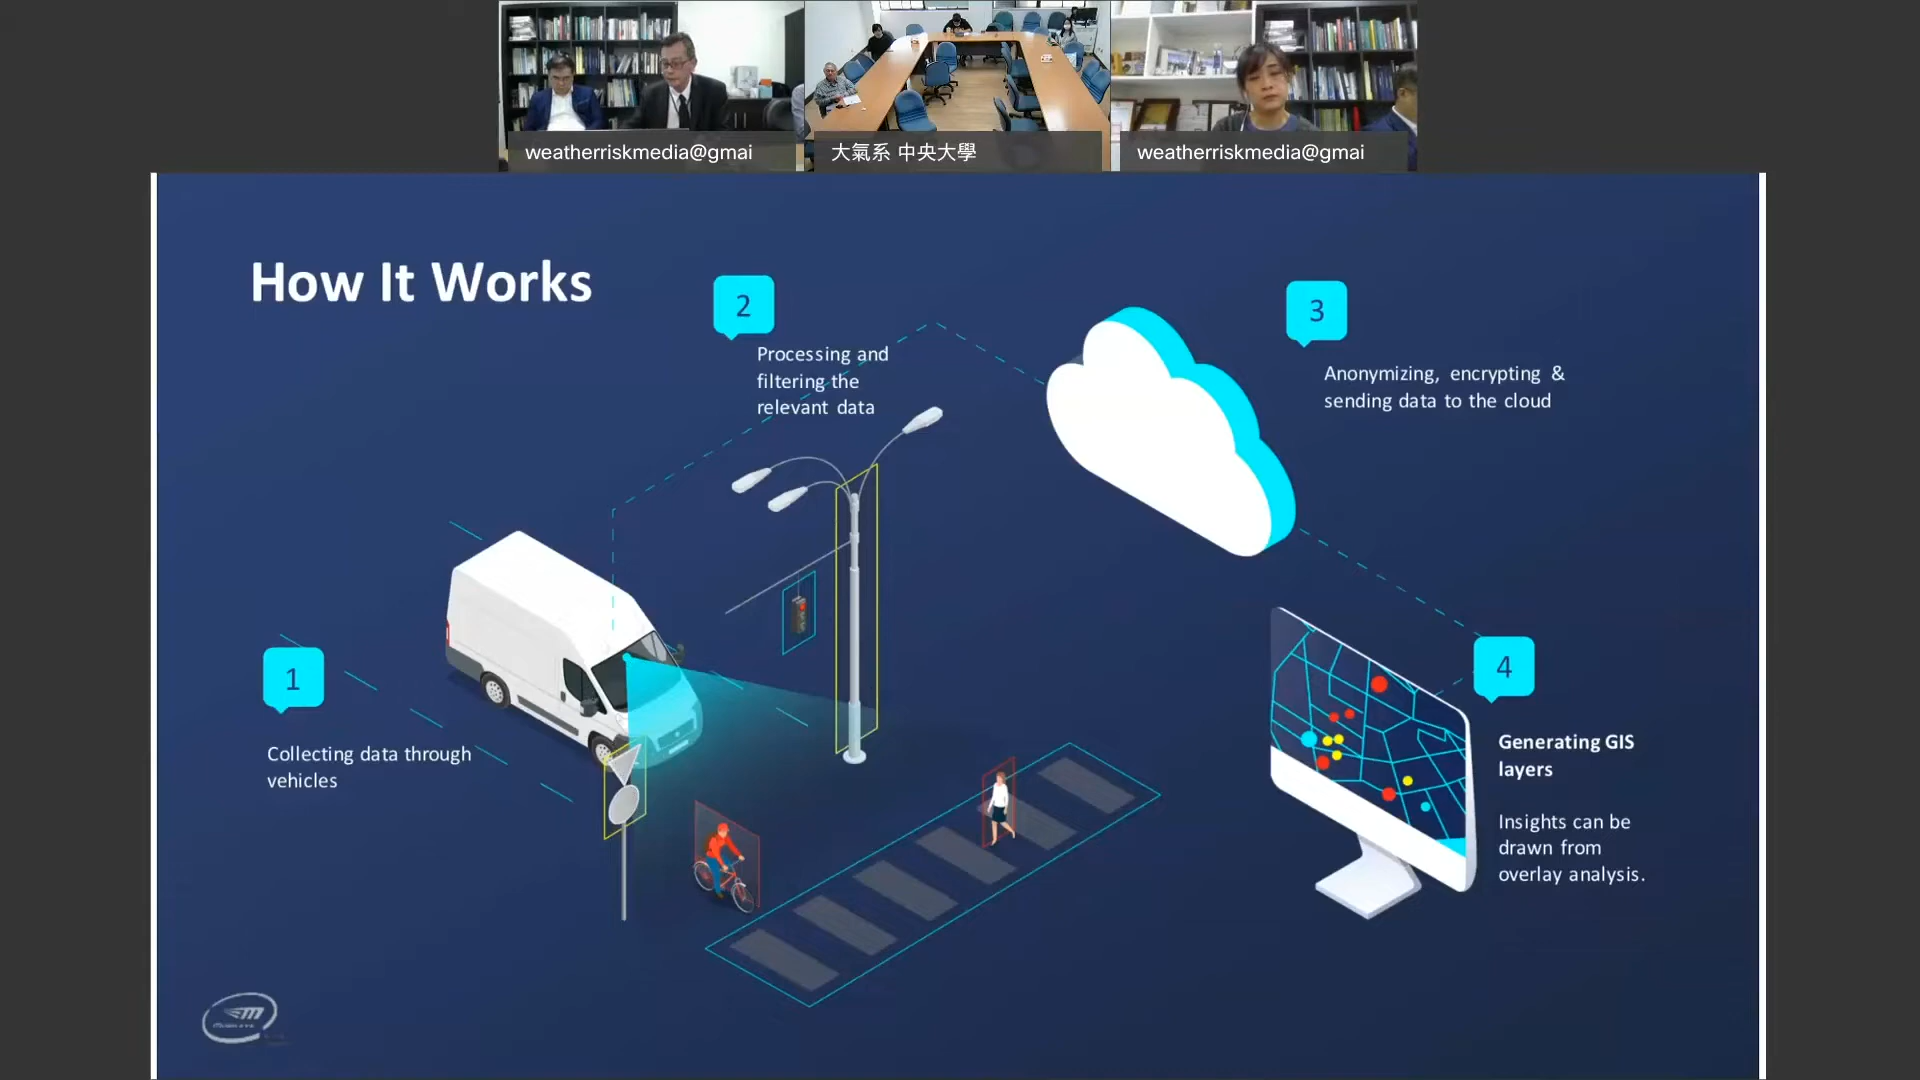 weatherriskmedia@gmai
大氣系 中央大學
weatherriskmedia@gmai
How It Works
2
Processing and
filtering the
relevant data
3
Anonymizing, encrypting &
sending data to the cloud
1
Collecting data through
vehicles
4
Generating GIS
layers
Insights can be
drawn from
overlay analysis.